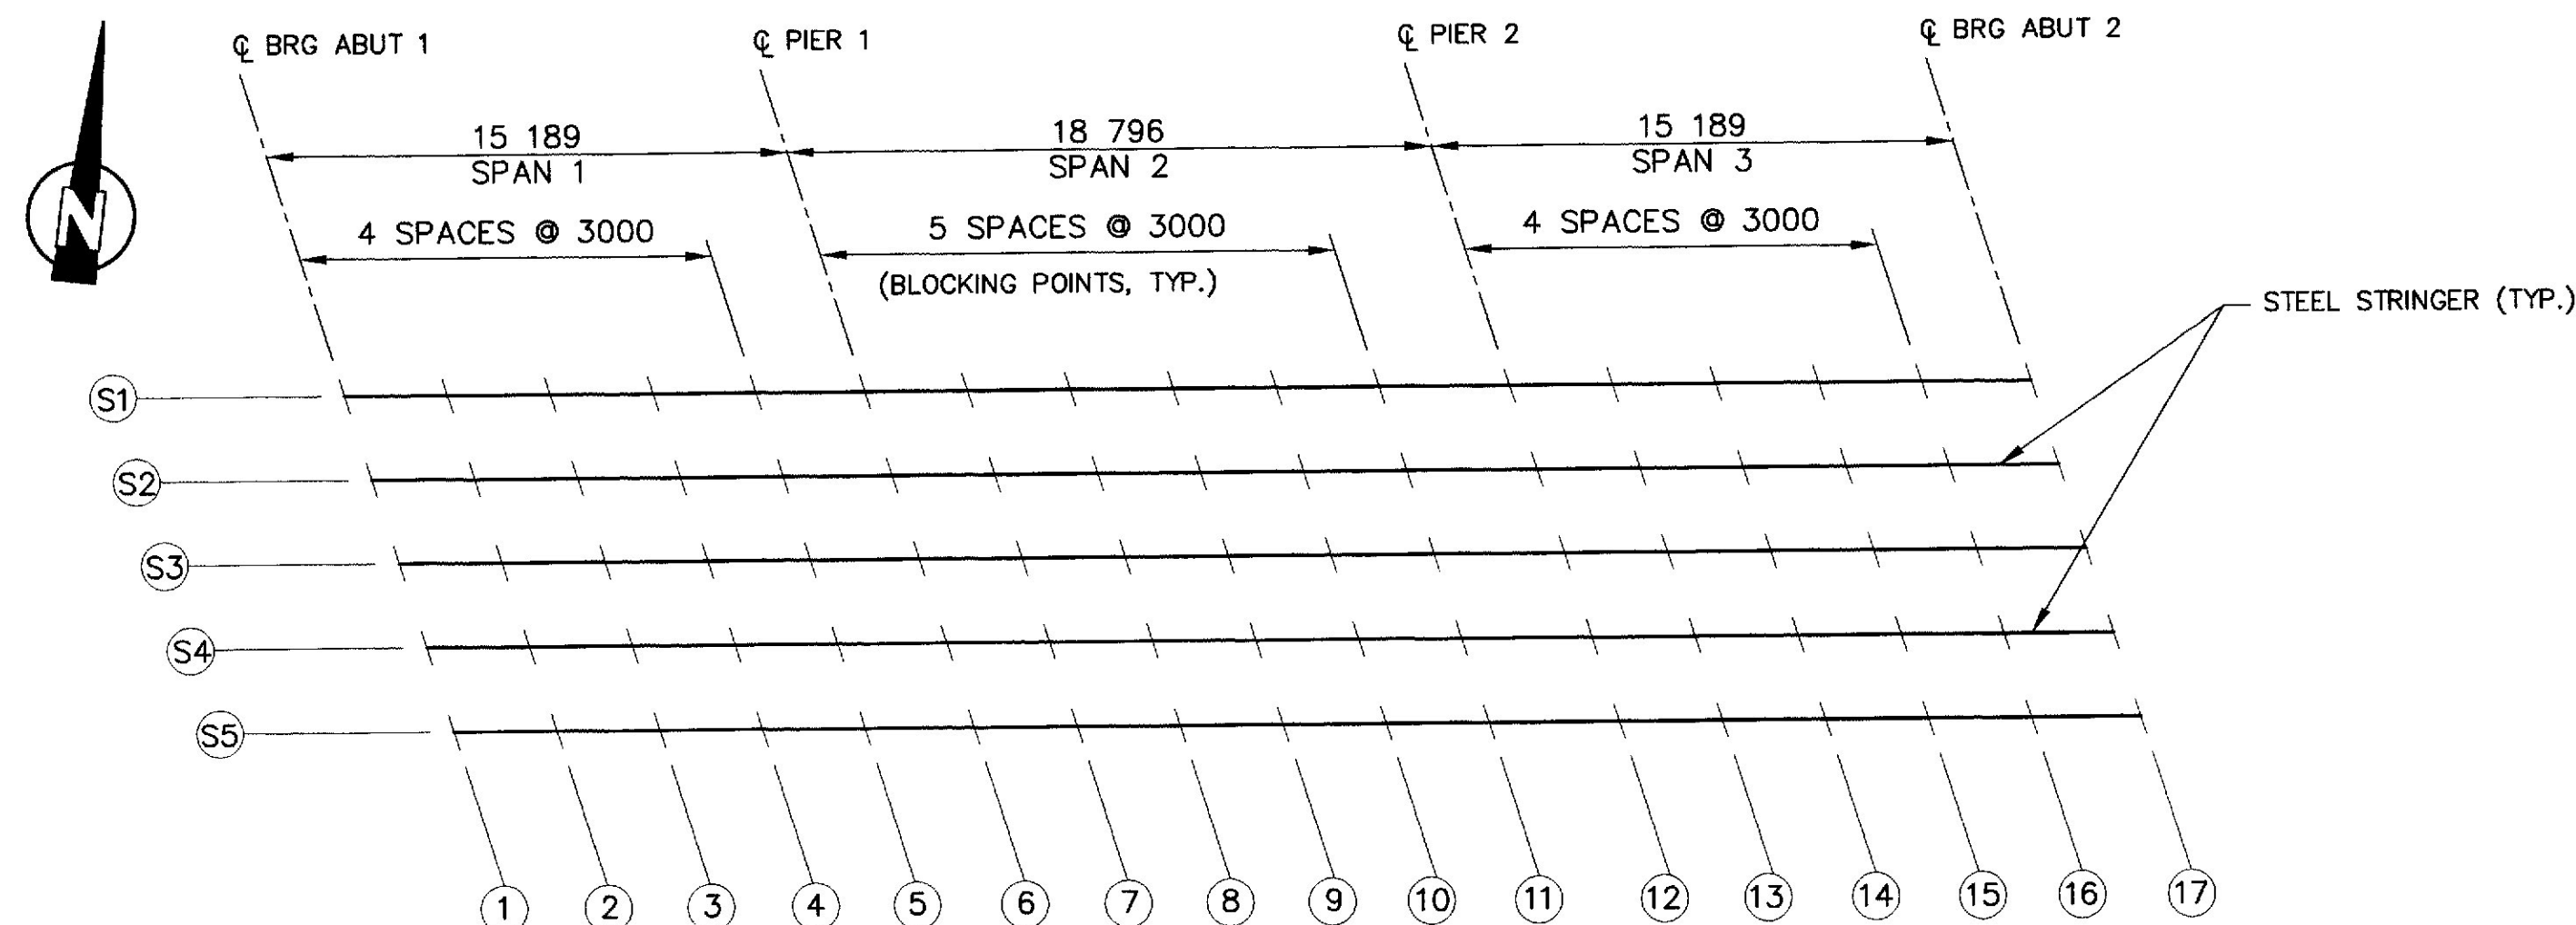 ℄ BRG ABUT 1
℄ PIER 1
℄ PIER 2
℄ BRG ABUT 2
15 189
SPAN 1
18 796
SPAN 2
15 189
SPAN 3
4 SPACES @ 3000
5 SPACES @ 3000
4 SPACES @ 3000
(BLOCKING POINTS, TYP.)
N
STEEL STRINGER (TYP.)
S1
S2
S3
S4
S5
1 2 3 4 5 6 7 8 9 10 11 12 13 14 15 16 17